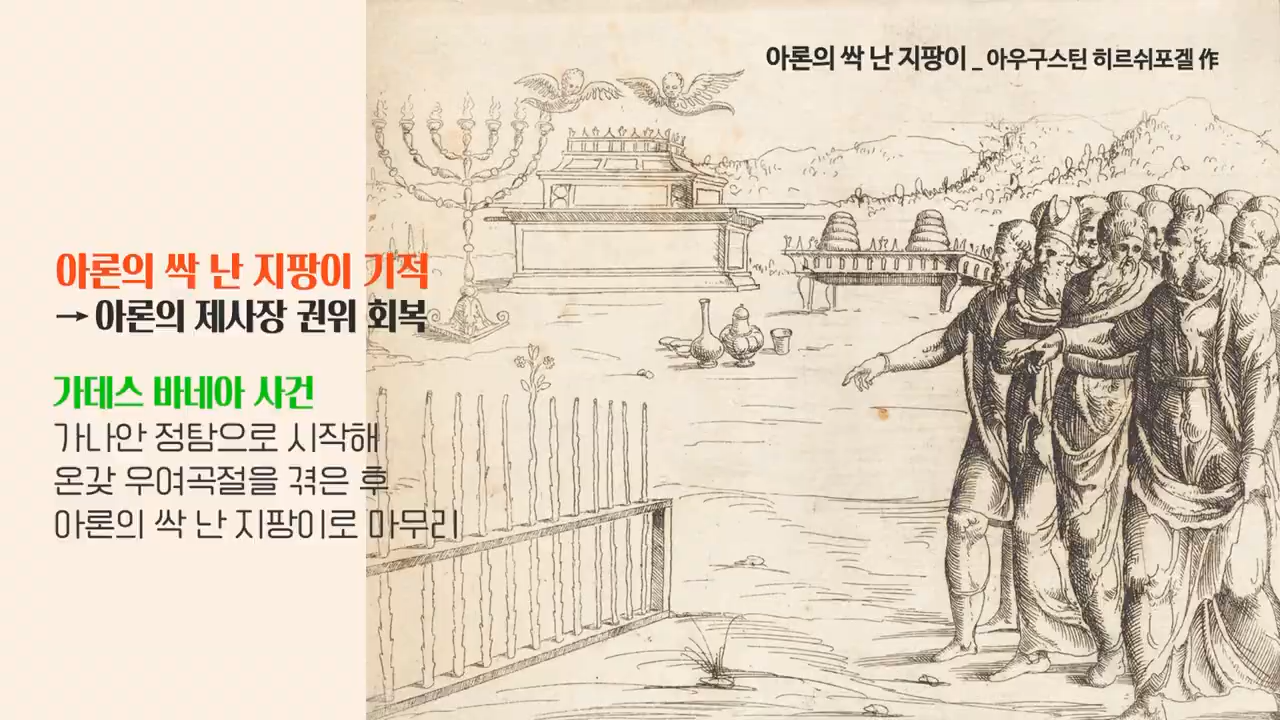 아론의 싹 난 지팡이 _ 아우구스틴 히르쉬포겔 作
아론의 싹 난 지팡이 기적
→ 아론의 제사장 권위 회복
가데스 바네아 사건
가나안 정탐으로 시작해
온갖 우여곡절을 겪은 후
아론의 싹 난 지팡이로 마무리